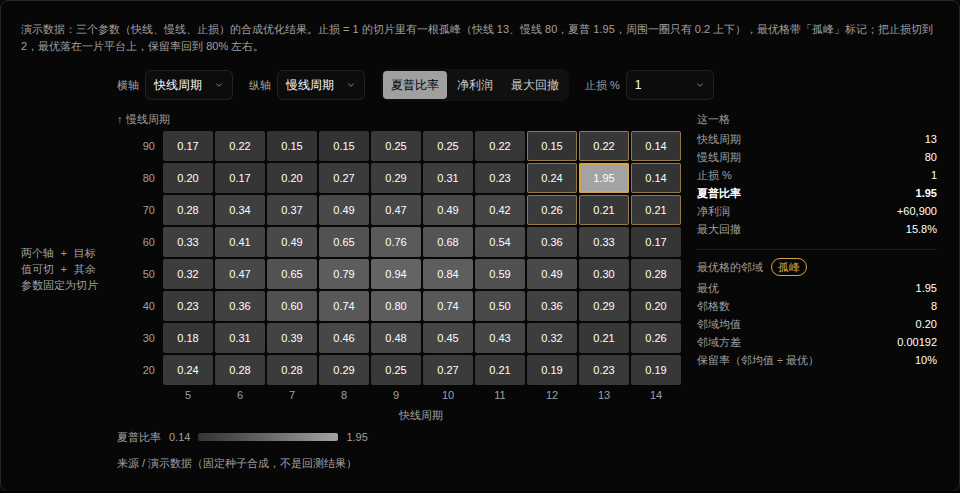 演示数据：三个参数（快线、慢线、止损）的合成优化结果。止损 = 1 的切片里有一根孤峰（快线 13、慢线 80，夏普 1.95，周围一圈只有 0.2 上下），最优格带「孤峰」标记；把止损切到
2，最优落在一片平台上，保留率回到 80% 左右。
横轴 快线周期 纵轴 慢线周期 夏普比率 净利润 最大回撤 止损 % 1
↑ 慢线周期
90 0.17 0.22 0.15 0.15 0.25 0.25 0.22 0.15 0.22 0.14
80 0.20 0.17 0.20 0.27 0.29 0.31 0.23 0.24 1.95 0.14
70 0.28 0.34 0.37 0.49 0.47 0.49 0.42 0.26 0.21 0.21
60 0.33 0.41 0.49 0.65 0.76 0.68 0.54 0.36 0.33 0.17
50 0.32 0.47 0.65 0.79 0.94 0.84 0.59 0.49 0.30 0.28
40 0.23 0.36 0.60 0.74 0.80 0.74 0.50 0.36 0.29 0.20
30 0.18 0.31 0.39 0.46 0.48 0.45 0.43 0.32 0.21 0.26
20 0.24 0.28 0.28 0.29 0.25 0.27 0.21 0.19 0.23 0.19
5 6 7 8 9 10 11 12 13 14
快线周期
两个轴 + 目标
值可切 + 其余
参数固定为切片
夏普比率 0.14 1.95
来源 / 演示数据（固定种子合成，不是回测结果）
这一格
快线周期 13
慢线周期 80
止损 % 1
夏普比率 1.95
净利润 +60,900
最大回撤 15.8%
最优格的邻域 孤峰
最优 1.95
邻格数 8
邻域均值 0.20
邻域方差 0.00192
保留率（邻均值 ÷ 最优） 10%